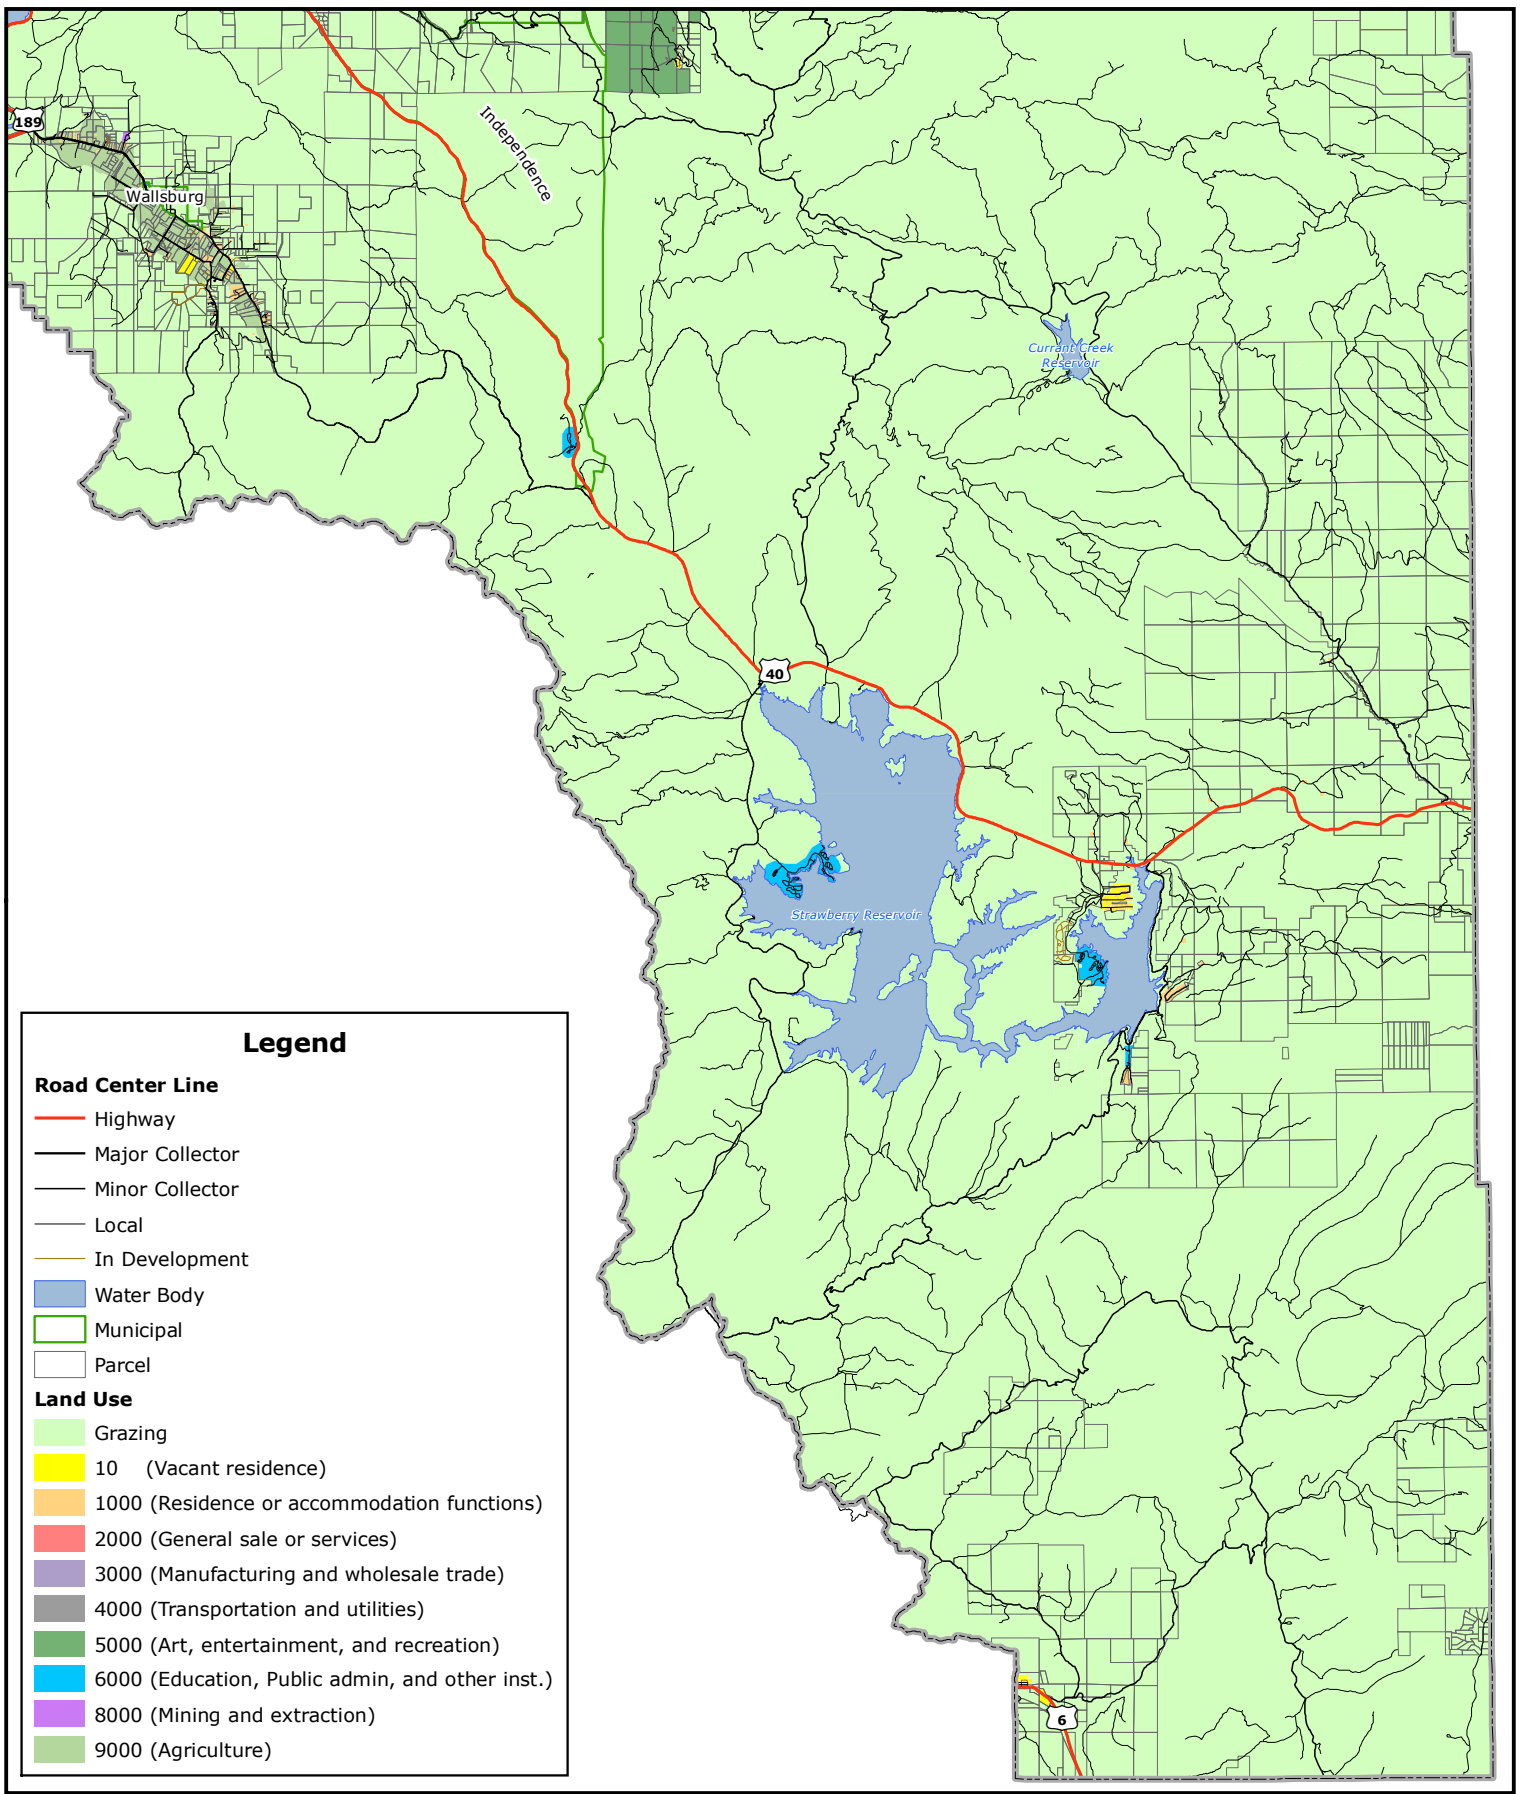 189
Independence
Wallsburg
Currant Creek
Reservoir
40
Strawberry Reservoir
6
Legend
Road Center Line
Highway
Major Collector
Minor Collector
Local
In Development
Water Body
Municipal
Parcel
Land Use
Grazing
10 (Vacant residence)
1000 (Residence or accommodation functions)
2000 (General sale or services)
3000 (Manufacturing and wholesale trade)
4000 (Transportation and utilities)
5000 (Art, entertainment, and recreation)
6000 (Education, Public admin, and other inst.)
8000 (Mining and extraction)
9000 (Agriculture)